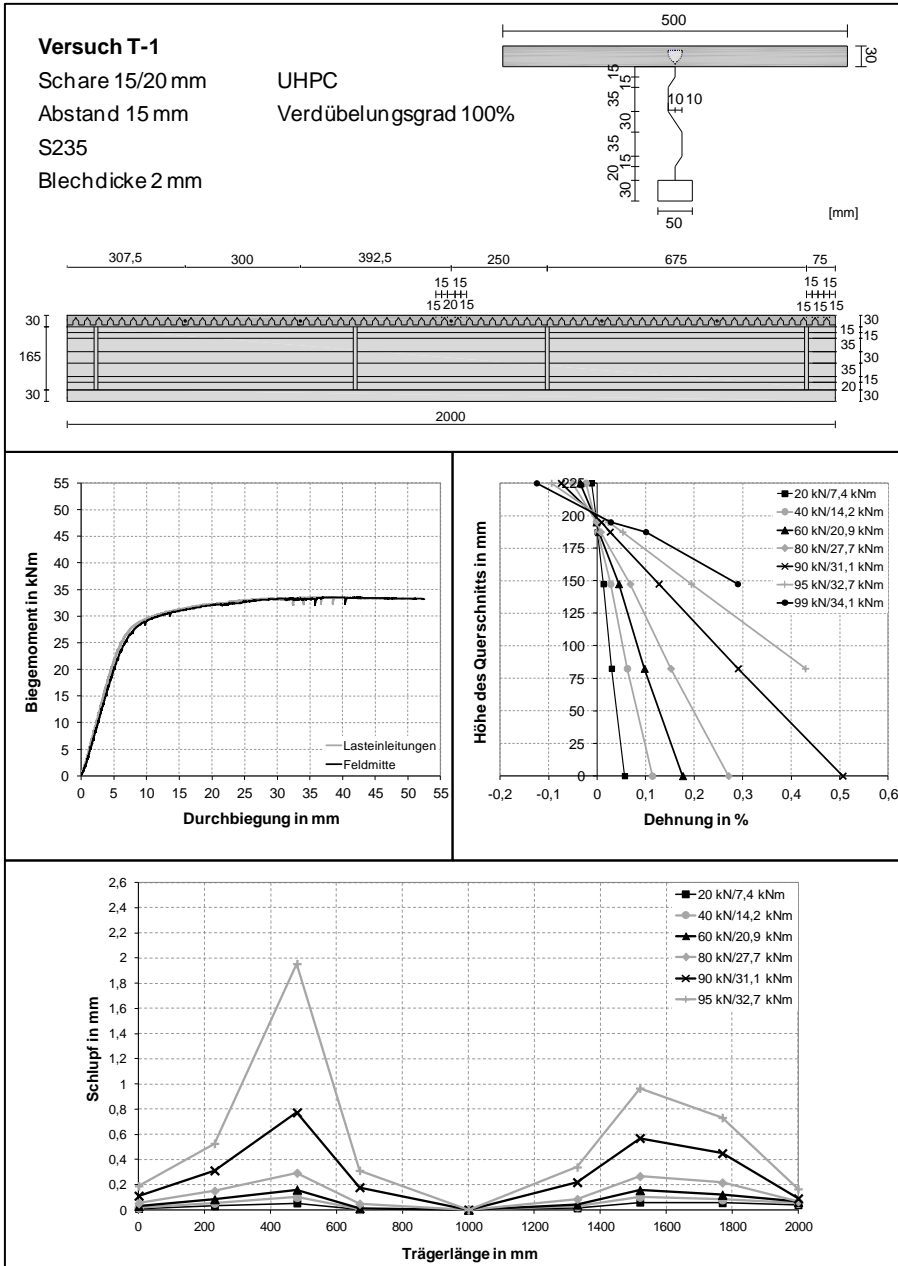 Versuch T-1
Schare 15/20 mm UHPC
Abstand 15 mm Verdübelungsgrad 100%
S235
Blechdicke 2 mm
500
30
15
35
10 10
30
35
15
20
30
50
[mm]
307,5 300 392,5 250 675 75
15 15 15 15
15 20 15 15 15 15
30 15 30
15
35
165 30
35
15
20
30 30
2000
55
50
45
40
35
30
25
20
15
10
5
0
0 5 10 15 20 25 30 35 40 45 50 55
Biegemoment in kNm
Durchbiegung in mm
Lasteinleitungen
Feldmitte
225
200
175
150
125
100
75
50
25
0
-0,2 -0,1 0 0,1 0,2 0,3 0,4 0,5 0,6
Höhe des Querschnitts in mm
Dehnung in %
20 kN/7,4 kNm
40 kN/14,2 kNm
60 kN/20,9 kNm
80 kN/27,7 kNm
90 kN/31,1 kNm
95 kN/32,7 kNm
99 kN/34,1 kNm
2,6
2,4
2,2
2
1,8
1,6
1,4
1,2
1
0,8
0,6
0,4
0,2
0
0 200 400 600 800 1000 1200 1400 1600 1800 2000
Schlupf in mm
Trägerlänge in mm
20 kN/7,4 kNm
40 kN/14,2 kNm
60 kN/20,9 kNm
80 kN/27,7 kNm
90 kN/31,1 kNm
95 kN/32,7 kNm